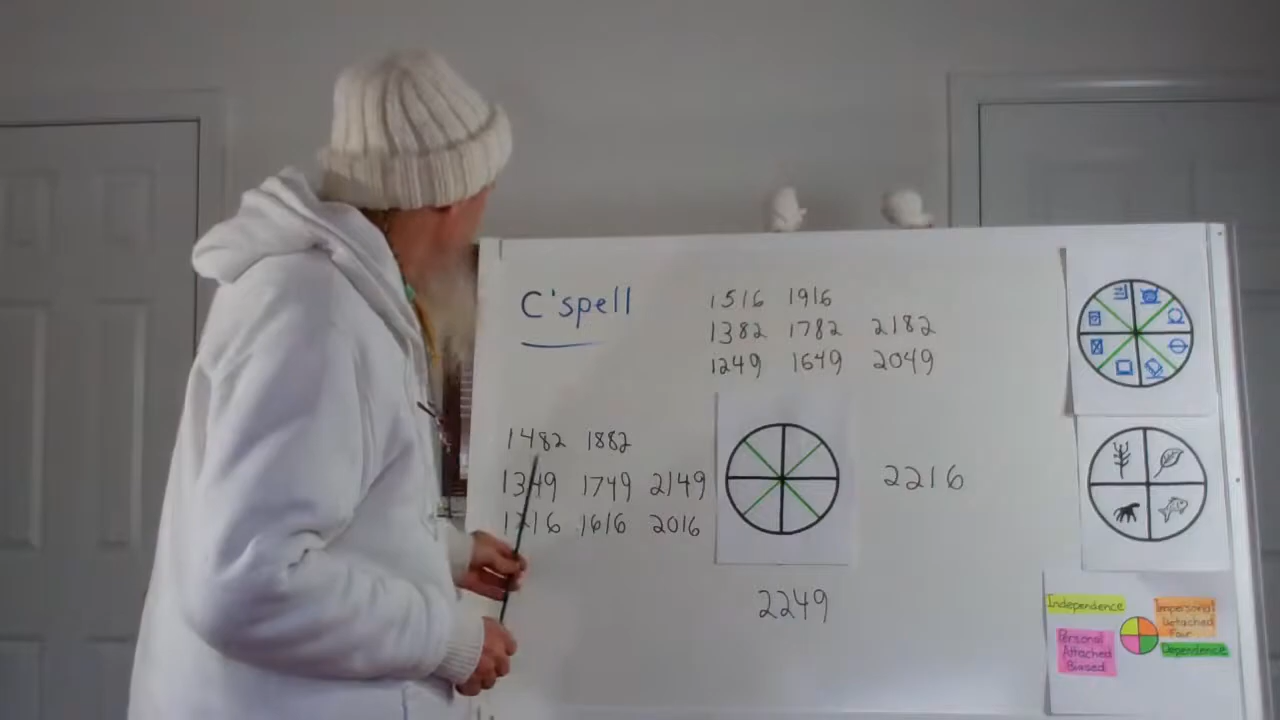 C'spell
1516 1916
1382 1782 2182
1249 1649 2049
1482 1882
1349 1749 2149
1216 1616 2016
2216
2249
Independence
Impersonal
Detached
Fair
Personal
Attached
Biased
Dependence